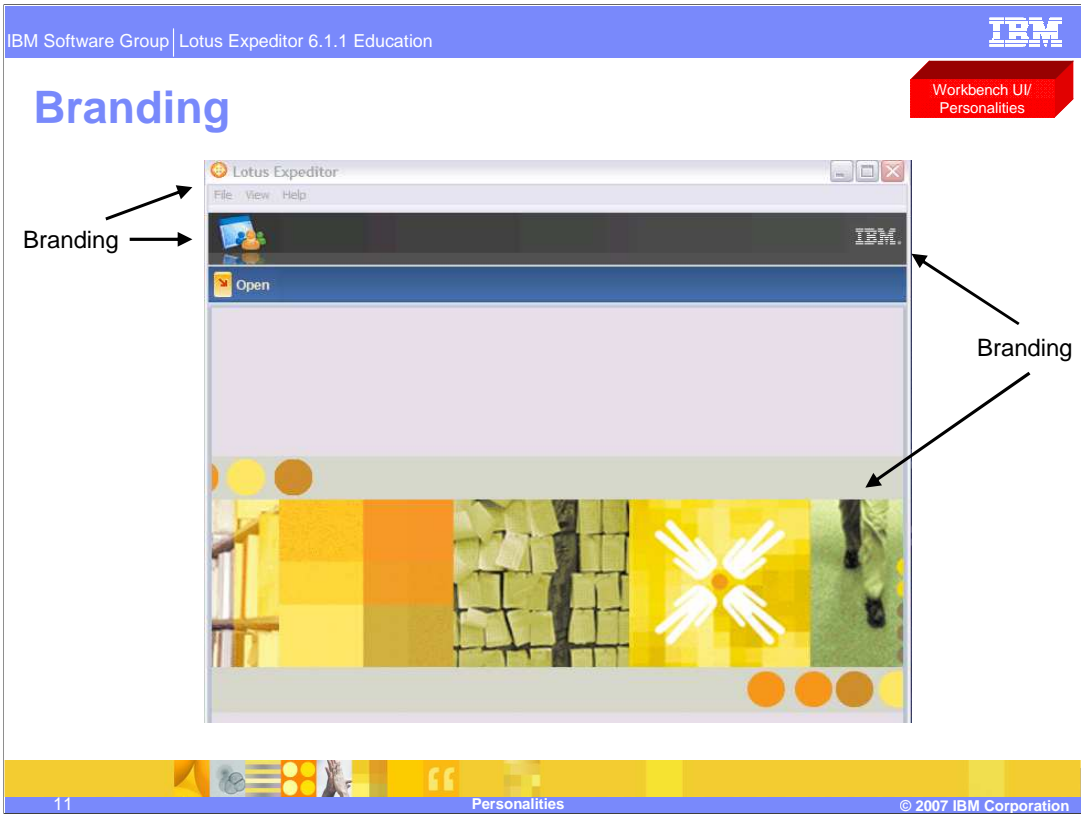 IBM Software Group | Lotus Expeditor 6.1.1 Education
IBM
Branding
Workbench UI/
Personalities
Lotus Expeditor
File View Help
Branding
IBM.
Open
Branding
11
Personalities
© 2007 IBM Corporation